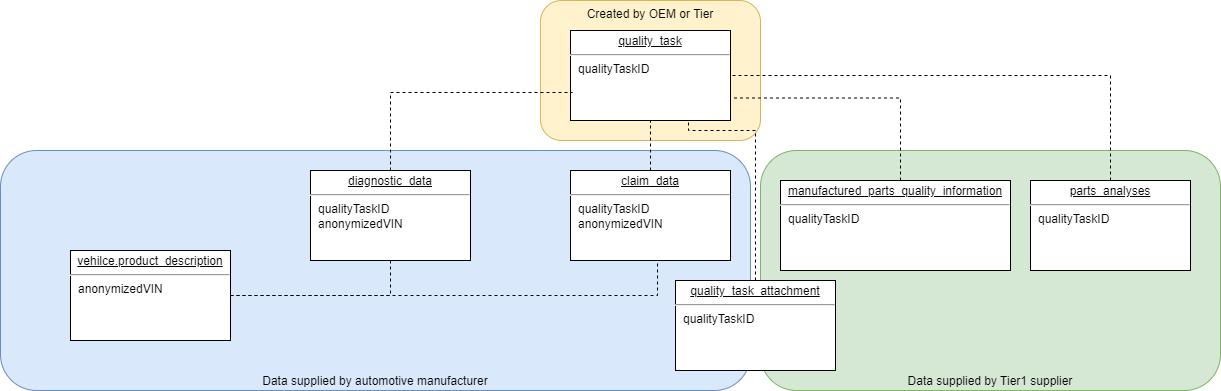 Created by OEM or Tier
quality_task
qualityTaskID
diagnostic_data
qualityTaskID
anonymizedVIN
claim_data
qualityTaskID
anonymizedVIN
manufactured_parts_quality_information
qualityTaskID
parts_analyses
qualityTaskID
vehilce.product_description
anonymizedVIN
quality_task_attachment
qualityTaskID
Data supplied by automotive manufacturer
Data supplied by Tier1 supplier